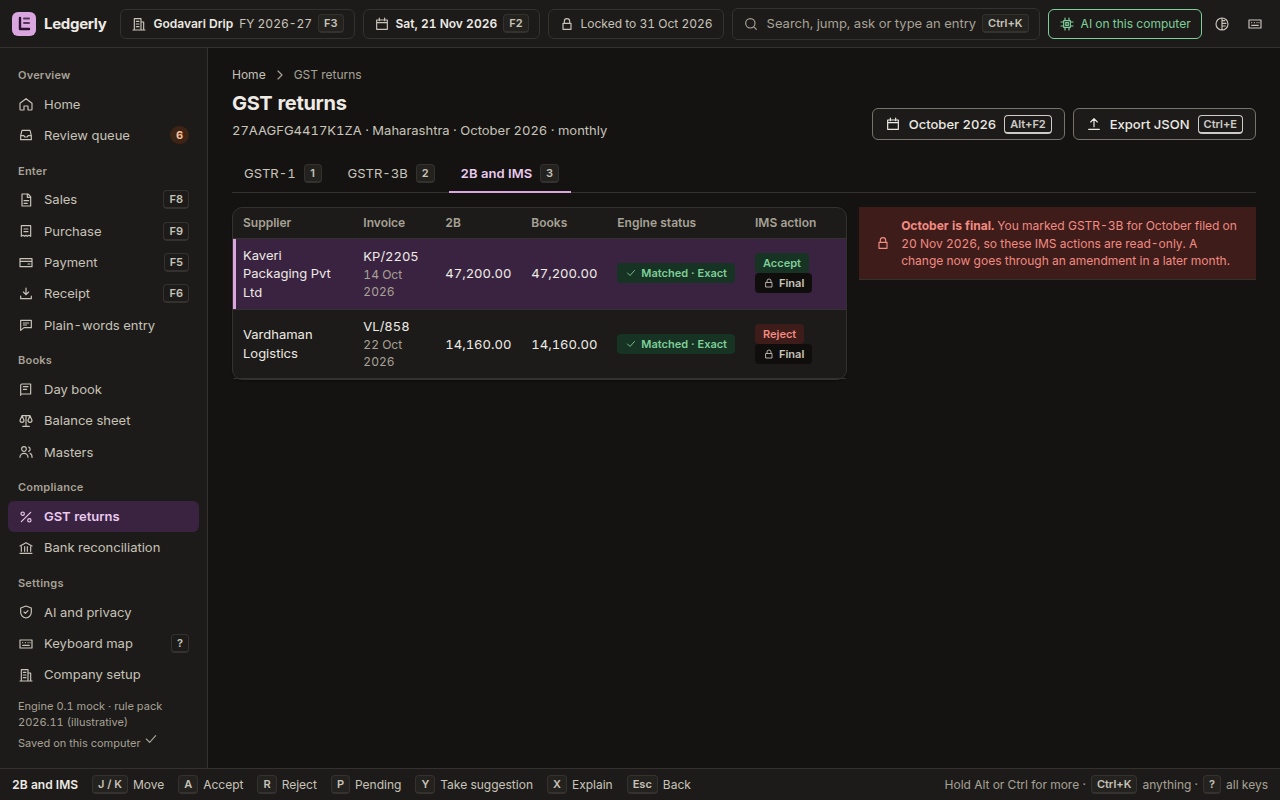 Ledgerly
Godavari Drip FY 2026-27 F3
Sat, 21 Nov 2026 F2
Locked to 31 Oct 2026
Search, jump, ask or type an entry Ctrl+K
AI on this computer
Overview
Home
Review queue 6
Enter
Sales F8
Purchase F9
Payment F5
Receipt F6
Plain-words entry
Books
Day book
Balance sheet
Masters
Compliance
GST returns
Bank reconciliation
Settings
AI and privacy
Keyboard map ?
Company setup
Engine 0.1 mock · rule pack
2026.11 (illustrative)
Saved on this computer
Home > GST returns
GST returns
27AAGFG4417K1ZA · Maharashtra · October 2026 · monthly
October 2026 Alt+F2
Export JSON Ctrl+E
GSTR-1 1 GSTR-3B 2 2B and IMS 3
Supplier Invoice 2B Books Engine status IMS action
Kaveri
Packaging Pvt
Ltd
KP/2205
14 Oct
2026
47,200.00 47,200.00 Matched · Exact
Accept
Final
Vardhaman
Logistics
VL/858
22 Oct
2026
14,160.00 14,160.00 Matched · Exact
Reject
Final
October is final. You marked GSTR-3B for October filed on
20 Nov 2026, so these IMS actions are read-only. A
change now goes through an amendment in a later month.
2B and IMS J / K Move A Accept R Reject P Pending Y Take suggestion X Explain Esc Back
Hold Alt or Ctrl for more · Ctrl+K anything · ? all keys